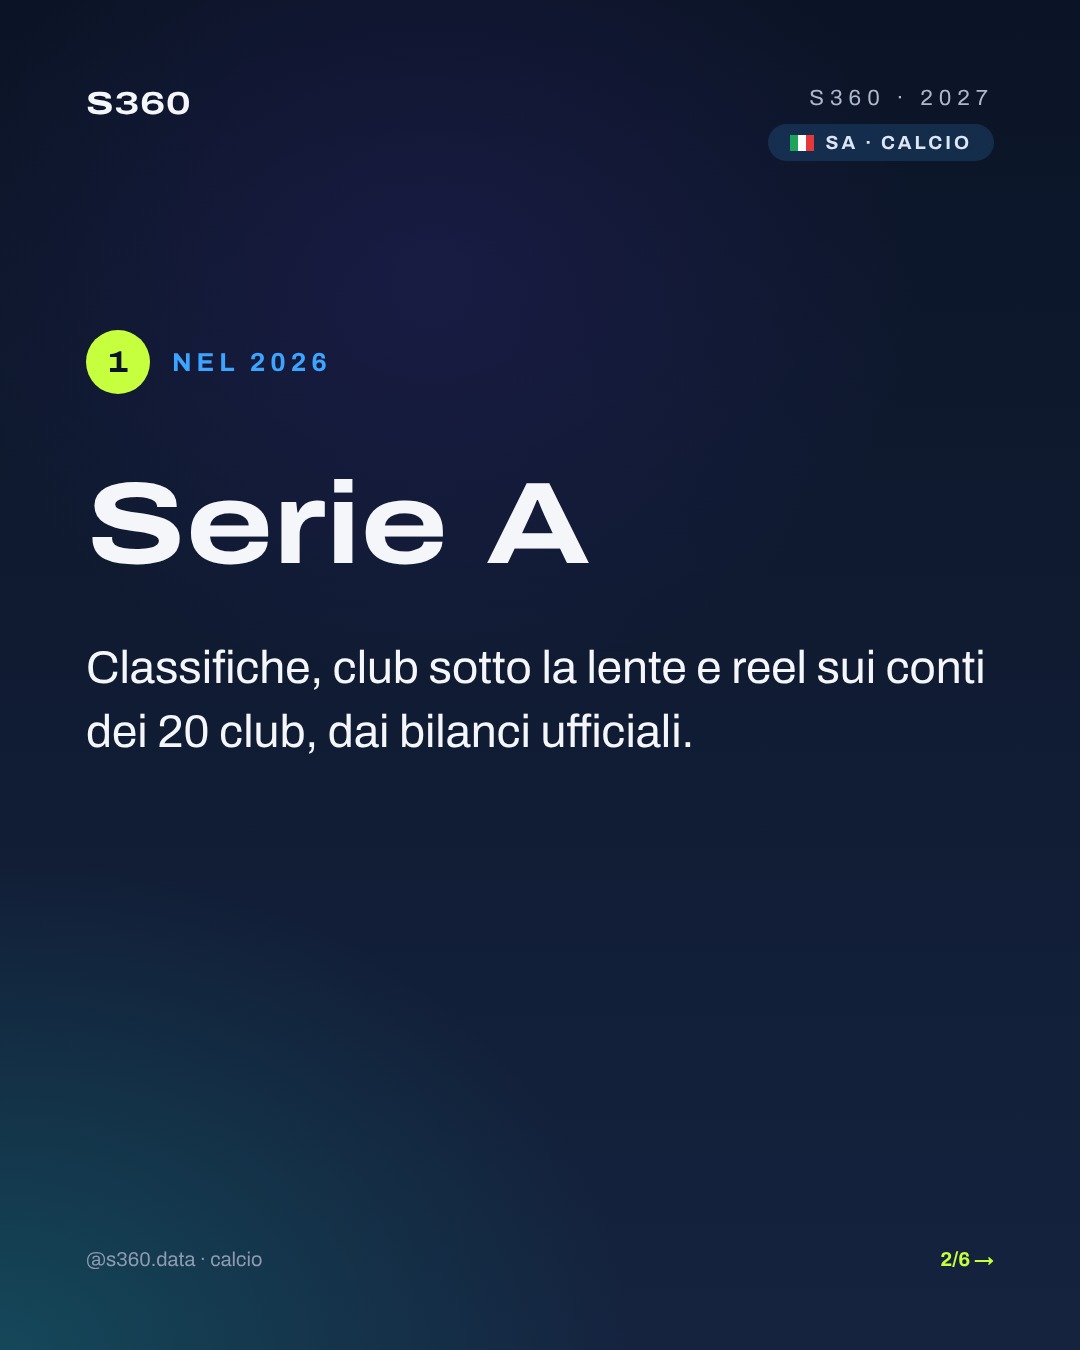 S360
S360 · 2027
SA · CALCIO
1
NEL 2026
Serie A
Classifiche, club sotto la lente e reel sui conti
dei 20 club, dai bilanci ufficiali.
@s360.data · calcio
2/6 →